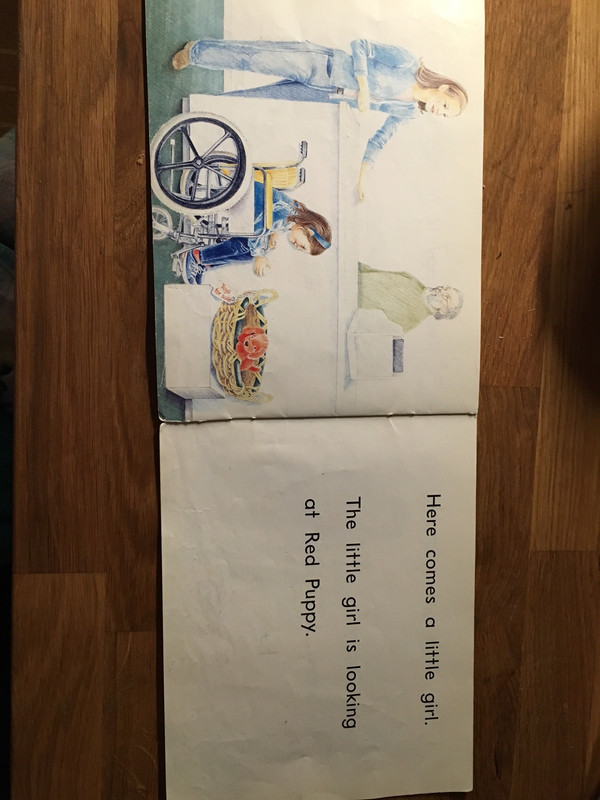 Here comes a little girl.
The little girl is looking
at Red Puppy.